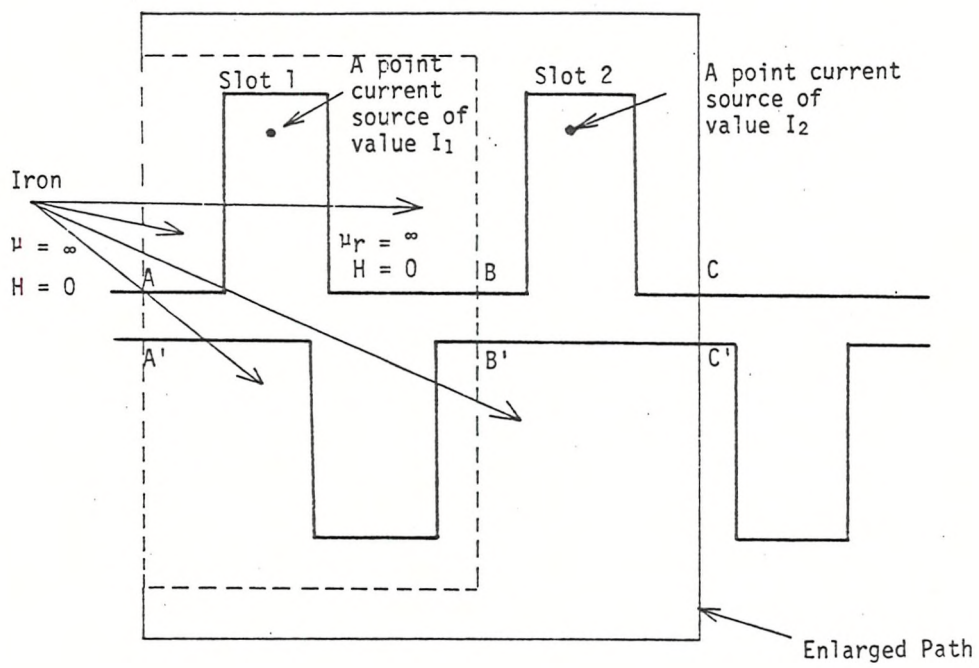 Slot 1
A point
current
source of
value I1
Slot 2
A point current
source of
value I2
Iron
μ = ∞
H = 0
μr = ∞
H = 0
A
B
C
A'
B'
C'
Enlarged Path